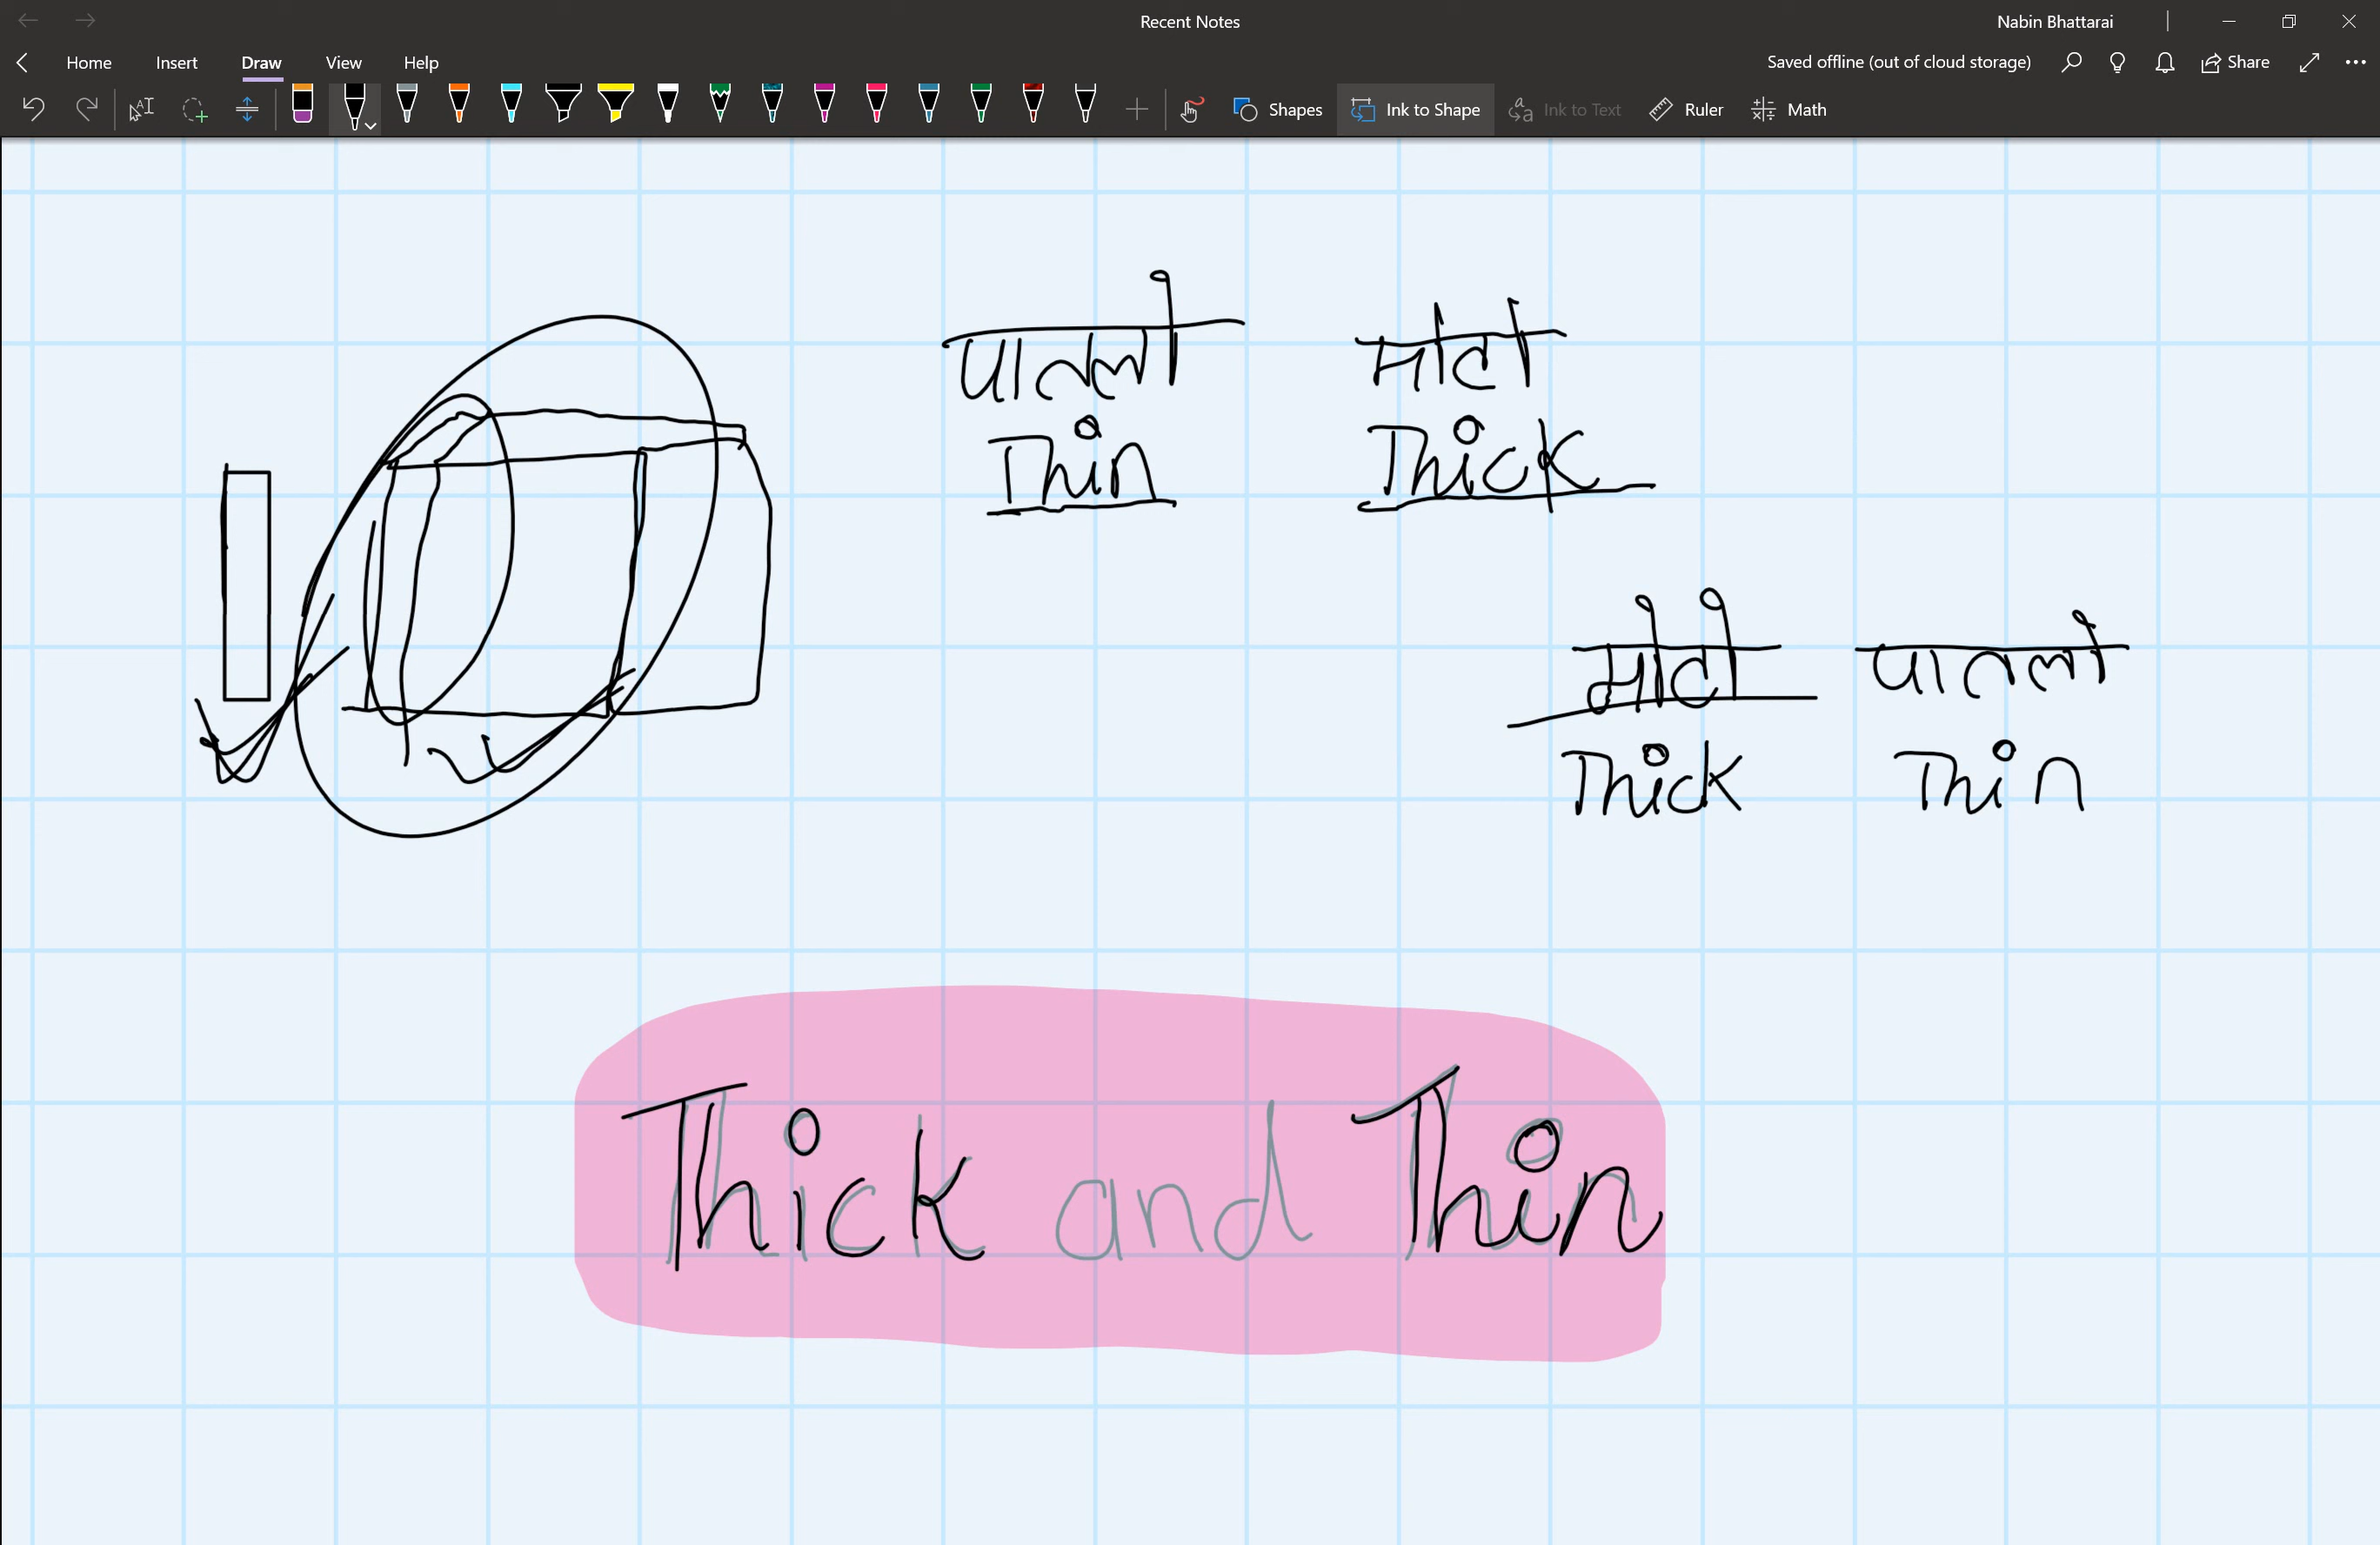 Recent Notes
Nabin Bhattarai
Home Insert Draw View Help
Saved offline (out of cloud storage)
Share
Shapes
Ink to Shape
Ink to Text
Ruler
Math
पातलो मोटो
Thin Thick
मोटो पातलो
Thick Thin
Thick and Thin